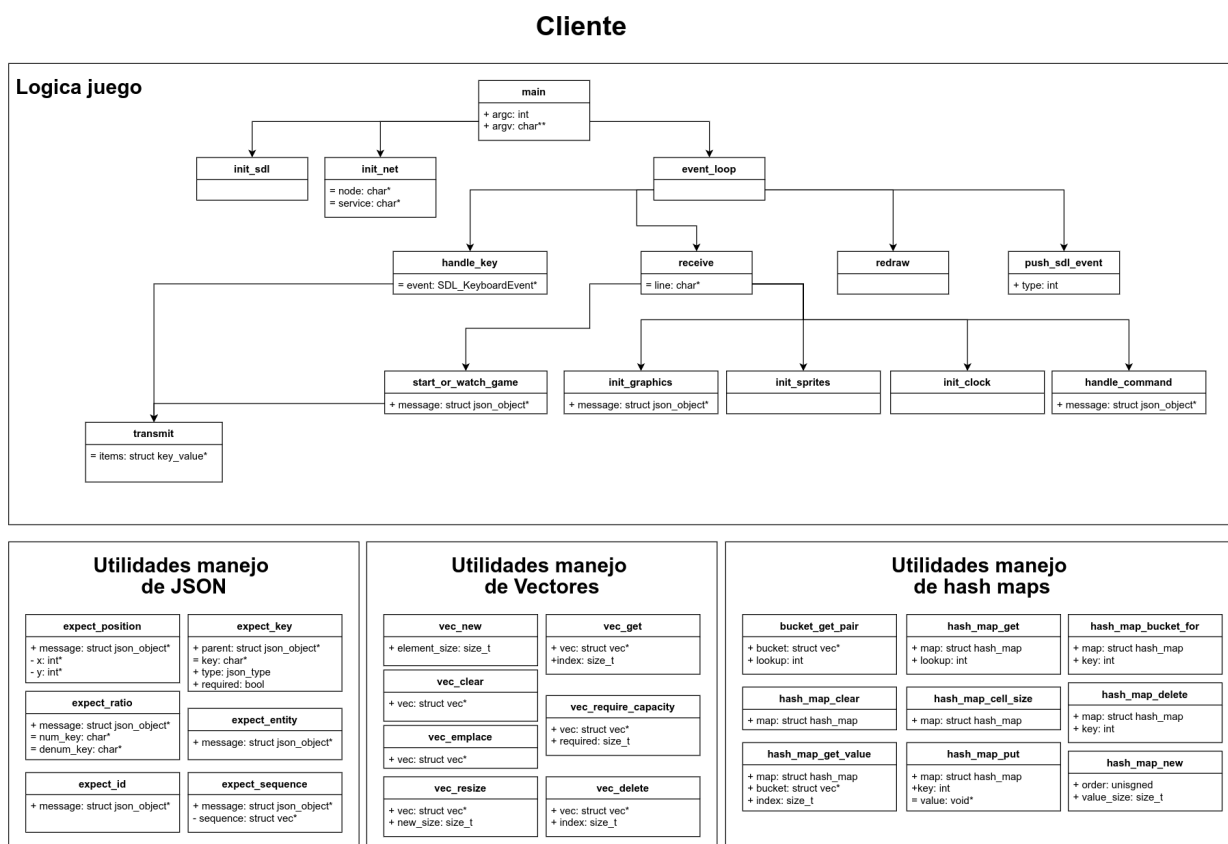 Cliente
Logica juego
main
+ argc: int
+ argv: char**
init_sdl
init_net
= node: char*
= service: char*
event_loop
handle_key
= event: SDL_KeyboardEvent*
receive
= line: char*
redraw
push_sdl_event
+ type: int
start_or_watch_game
+ message: struct json_object*
init_graphics
+ message: struct json_object*
init_sprites
init_clock
handle_command
+ message: struct json_object*
transmit
= items: struct key_value*
Utilidades manejo
de JSON
expect_position
+ message: struct json_object*
- x: int*
- y: int*
expect_key
+ parent: struct json_object*
= key: char*
+ type: json_type
+ required: bool
expect_ratio
+ message: struct json_object*
= num_key: char*
= denum_key: char*
expect_entity
+ message: struct json_object*
expect_id
+ message: struct json_object*
expect_sequence
+ message: struct json_object*
- sequence: struct vec*
Utilidades manejo
de Vectores
vec_new
+ element_size: size_t
vec_get
+ vec: struct vec*
+index: size_t
vec_clear
+ vec: struct vec*
vec_require_capacity
+ vec: struct vec*
+ required: size_t
vec_emplace
+ vec: struct vec*
vec_resize
+ vec: struct vec*
+ new_size: size_t
vec_delete
+ vec: struct vec*
+ index: size_t
Utilidades manejo
de hash maps
bucket_get_pair
+ bucket: struct vec*
+ lookup: int
hash_map_get
+ map: struct hash_map
+ lookup: int
hash_map_bucket_for
+ map: struct hash_map
+ key: int
hash_map_clear
+ map: struct hash_map
hash_map_cell_size
+ map: struct hash_map
hash_map_delete
+ map: struct hash_map
+ key: int
hash_map_get_value
+ map: struct hash_map
+ bucket: struct vec*
+ index: size_t
hash_map_put
+ map: struct hash_map
+key: int
= value: void*
hash_map_new
+ order: unisgned
+ value_size: size_t